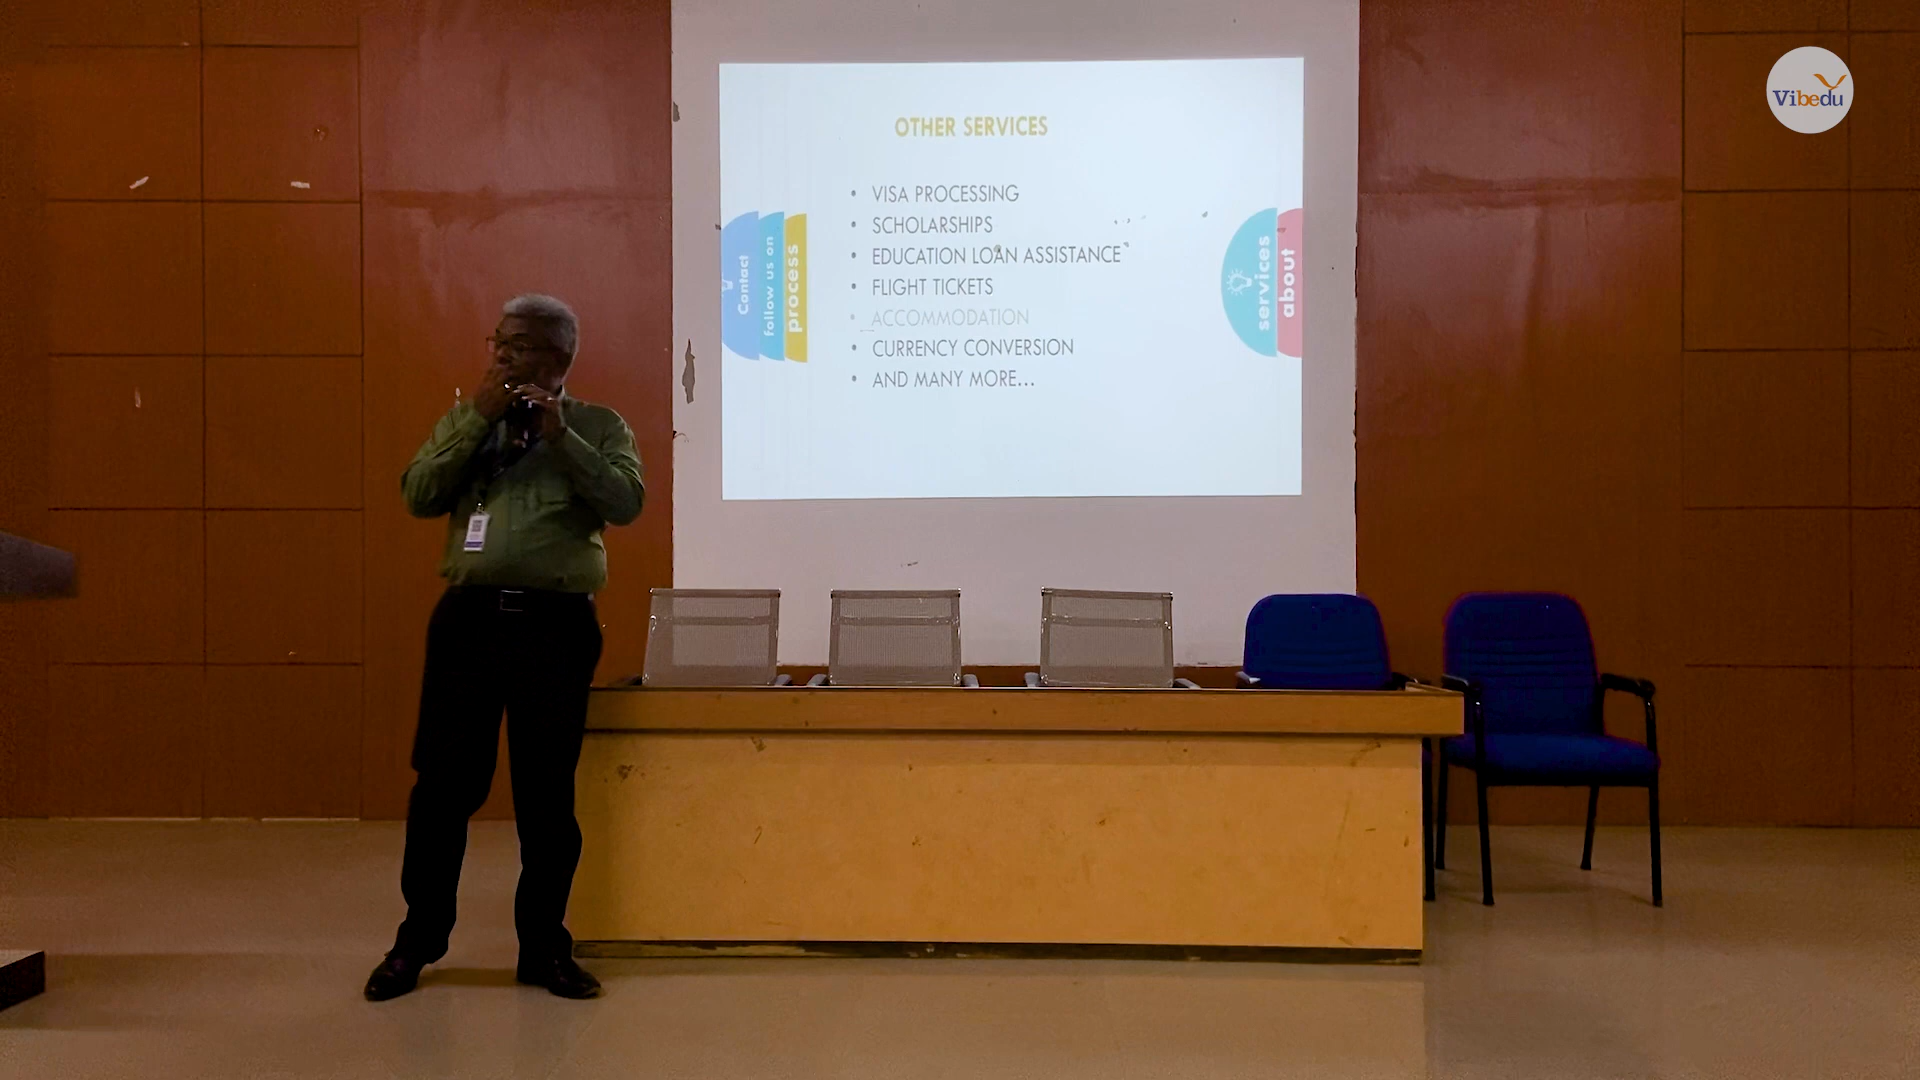 Vibedu
OTHER SERVICES
• VISA PROCESSING
• SCHOLARSHIPS
• EDUCATION LOAN ASSISTANCE
• FLIGHT TICKETS
• ACCOMMODATION
• CURRENCY CONVERSION
• AND MANY MORE...
Contact
follow us on
process
services
about